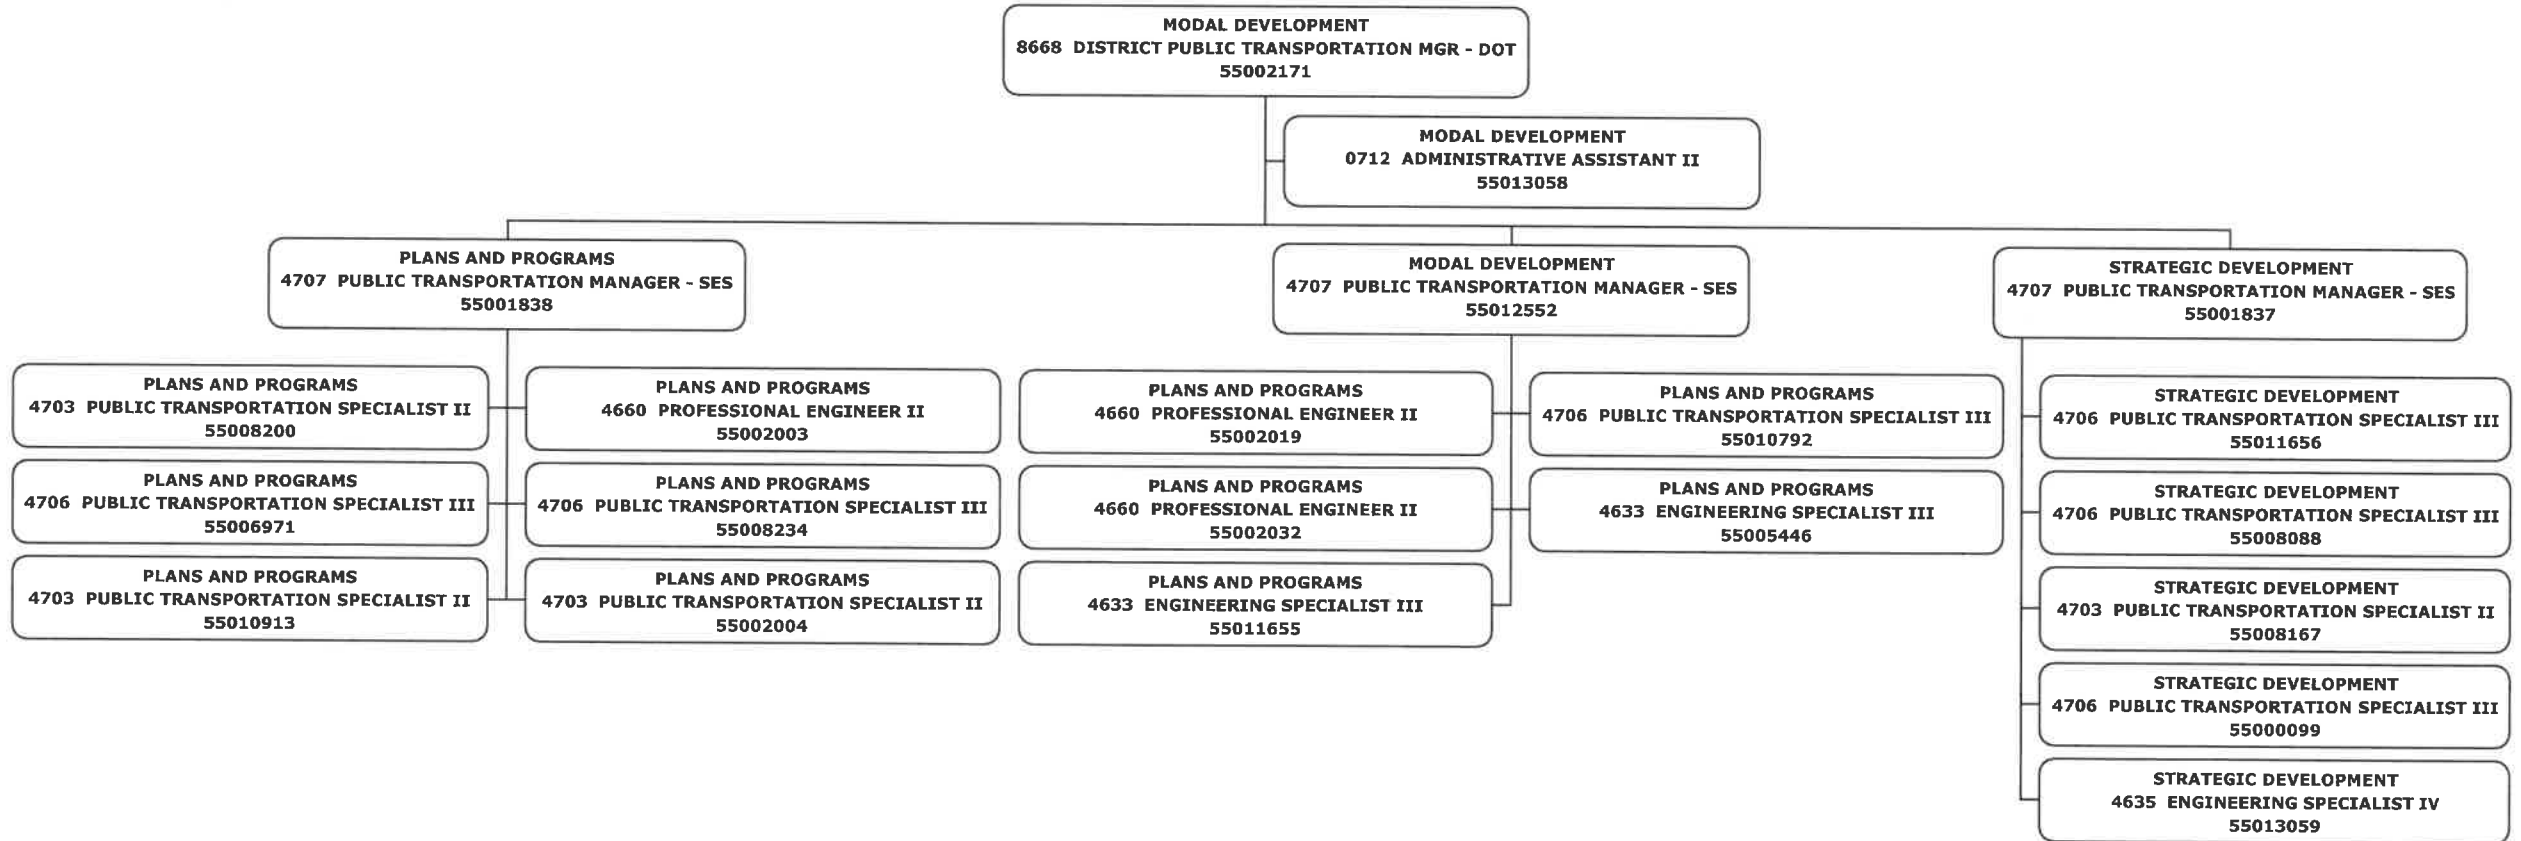 MODAL DEVELOPMENT
8668 DISTRICT PUBLIC TRANSPORTATION MGR - DOT
55002171
MODAL DEVELOPMENT
0712 ADMINISTRATIVE ASSISTANT II
55013058
PLANS AND PROGRAMS
4707 PUBLIC TRANSPORTATION MANAGER - SES
55001838
MODAL DEVELOPMENT
4707 PUBLIC TRANSPORTATION MANAGER - SES
55012552
STRATEGIC DEVELOPMENT
4707 PUBLIC TRANSPORTATION MANAGER - SES
55001837
PLANS AND PROGRAMS
4703 PUBLIC TRANSPORTATION SPECIALIST II
55008200
PLANS AND PROGRAMS
4660 PROFESSIONAL ENGINEER II
55002003
PLANS AND PROGRAMS
4706 PUBLIC TRANSPORTATION SPECIALIST III
55006971
PLANS AND PROGRAMS
4706 PUBLIC TRANSPORTATION SPECIALIST III
55008234
PLANS AND PROGRAMS
4703 PUBLIC TRANSPORTATION SPECIALIST II
55010913
PLANS AND PROGRAMS
4703 PUBLIC TRANSPORTATION SPECIALIST II
55002004
PLANS AND PROGRAMS
4660 PROFESSIONAL ENGINEER II
55002019
PLANS AND PROGRAMS
4706 PUBLIC TRANSPORTATION SPECIALIST III
55010792
PLANS AND PROGRAMS
4660 PROFESSIONAL ENGINEER II
55002032
PLANS AND PROGRAMS
4633 ENGINEERING SPECIALIST III
55005446
PLANS AND PROGRAMS
4633 ENGINEERING SPECIALIST III
55011655
STRATEGIC DEVELOPMENT
4706 PUBLIC TRANSPORTATION SPECIALIST III
55011656
STRATEGIC DEVELOPMENT
4706 PUBLIC TRANSPORTATION SPECIALIST III
55008088
STRATEGIC DEVELOPMENT
4703 PUBLIC TRANSPORTATION SPECIALIST II
55008167
STRATEGIC DEVELOPMENT
4706 PUBLIC TRANSPORTATION SPECIALIST III
55000099
STRATEGIC DEVELOPMENT
4635 ENGINEERING SPECIALIST IV
55013059